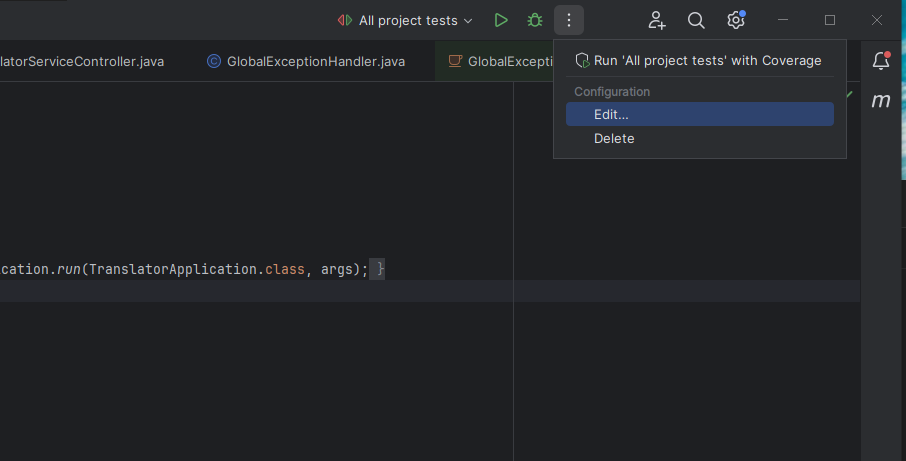 All project tests
latorServiceController.java
GlobalExceptionHandler.java
GlobalExcepti
Run 'All project tests' with Coverage
Configuration
Edit...
Delete
m
ication.run(TranslatorApplication.class, args); }